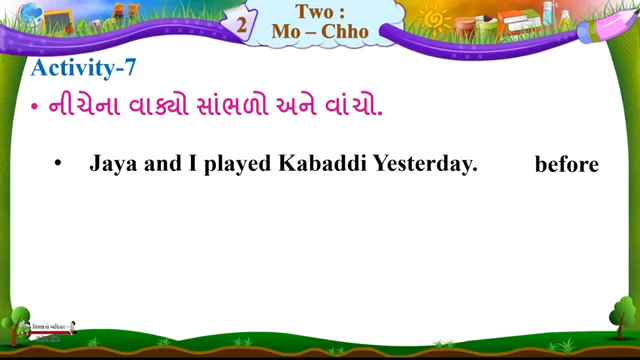 2
Two :
Mo – Chho
Activity-7
• નીચેના વાક્યો સાંભળો અને વાંચો.
• Jaya and I played Kabaddi Yesterday. before